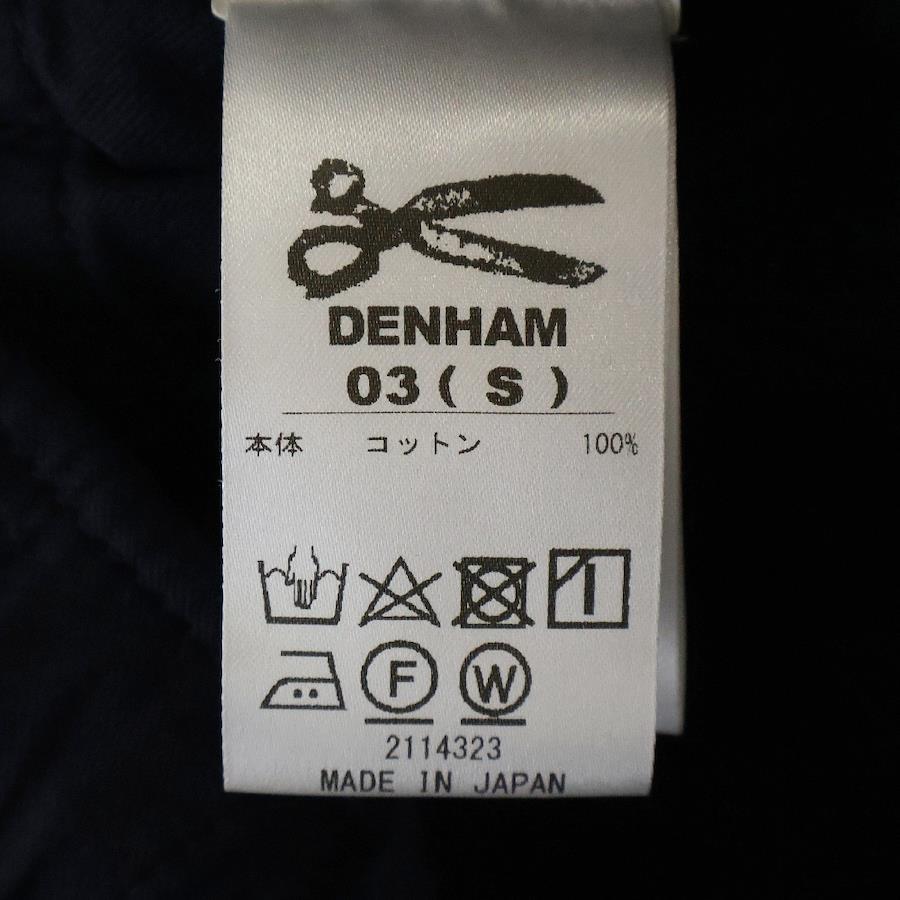 DENHAM
03 ( S )
本体 コットン 100%
F W
2114323
MADE IN JAPAN